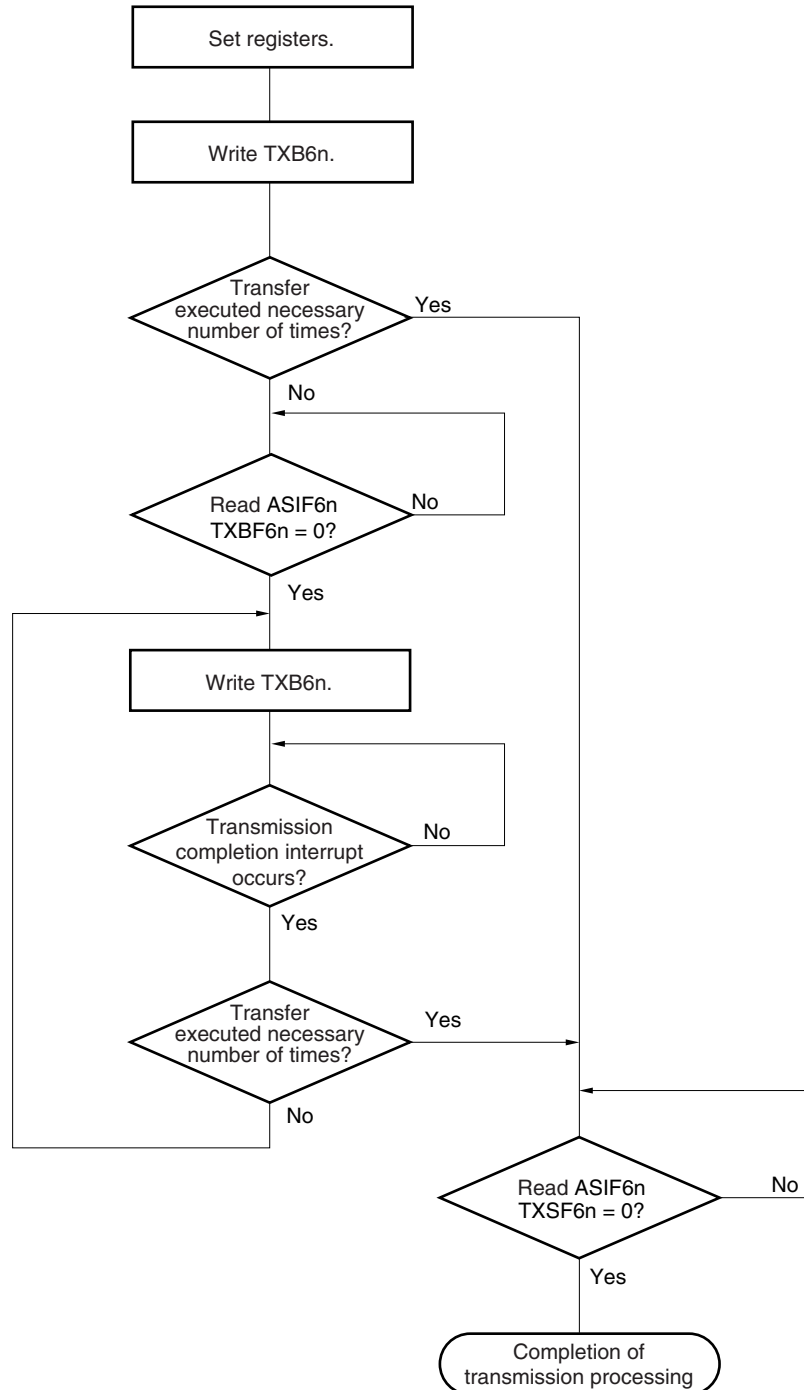 Set registers.
Write TXB6n.
Transfer
executed necessary
number of times?
Yes
No
Read ASIF6n
TXBF6n = 0?
No
Yes
Write TXB6n.
Transmission
completion interrupt
occurs?
No
Yes
Transfer
executed necessary
number of times?
Yes
No
Read ASIF6n
TXSF6n = 0?
No
Yes
Completion of
transmission processing